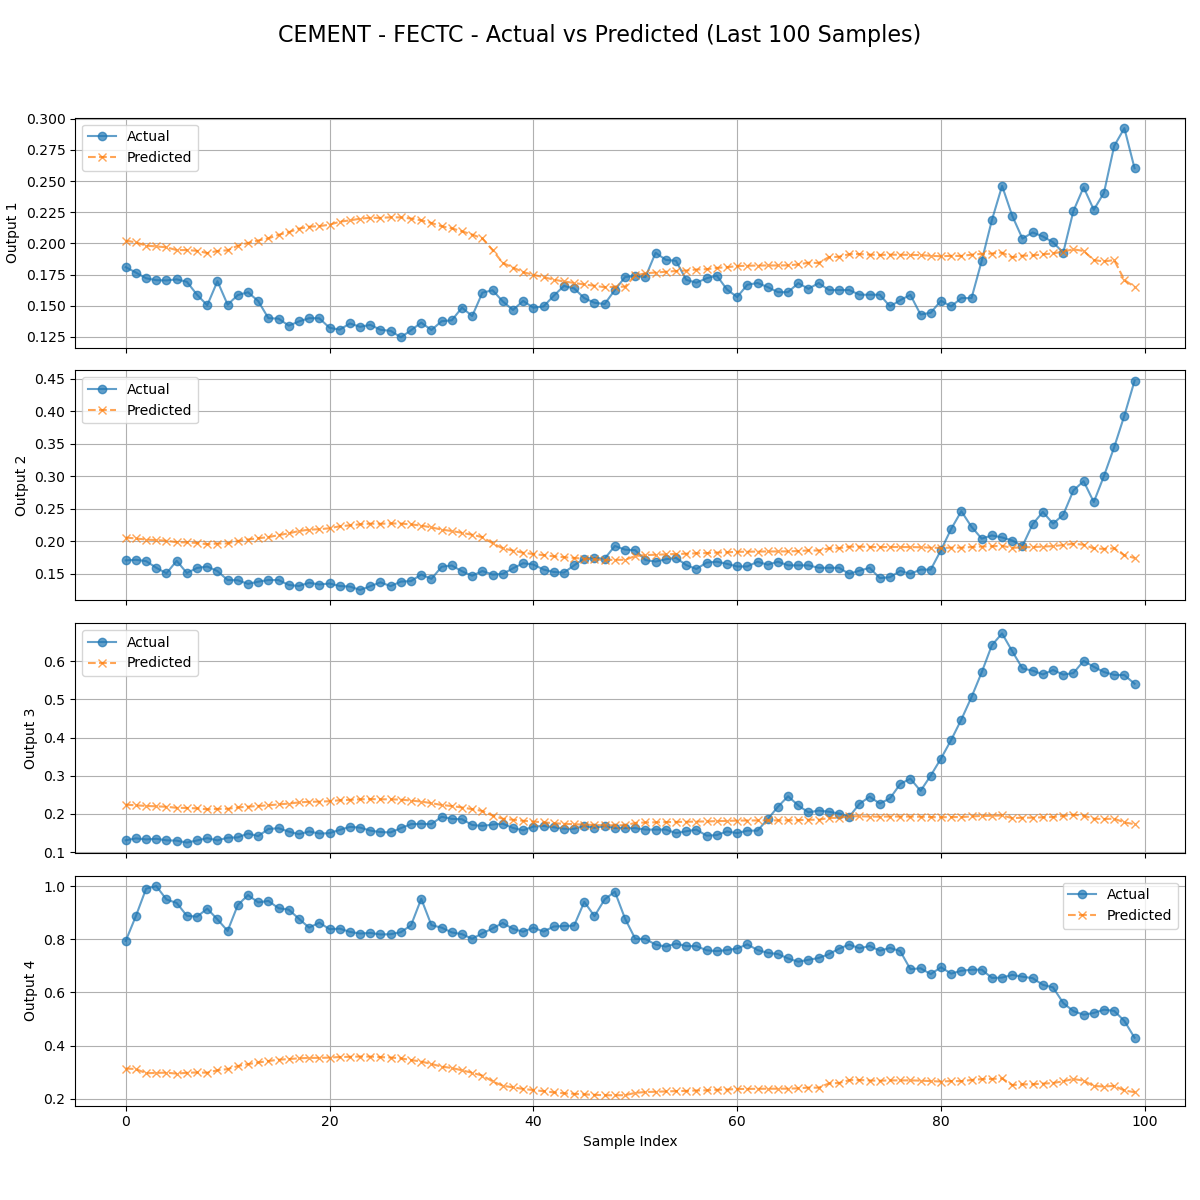 CEMENT - FECTC - Actual vs Predicted (Last 100 Samples)
Output 1
0.300
0.275
0.250
0.225
0.200
0.175
0.150
0.125
Actual
Predicted
Output 2
0.45
0.40
0.35
0.30
0.25
0.20
0.15
Actual
Predicted
Output 3
0.6
0.5
0.4
0.3
0.2
0.1
Actual
Predicted
Output 4
1.0
0.8
0.6
0.4
0.2
Actual
Predicted
0 20 40 60 80 100
Sample Index